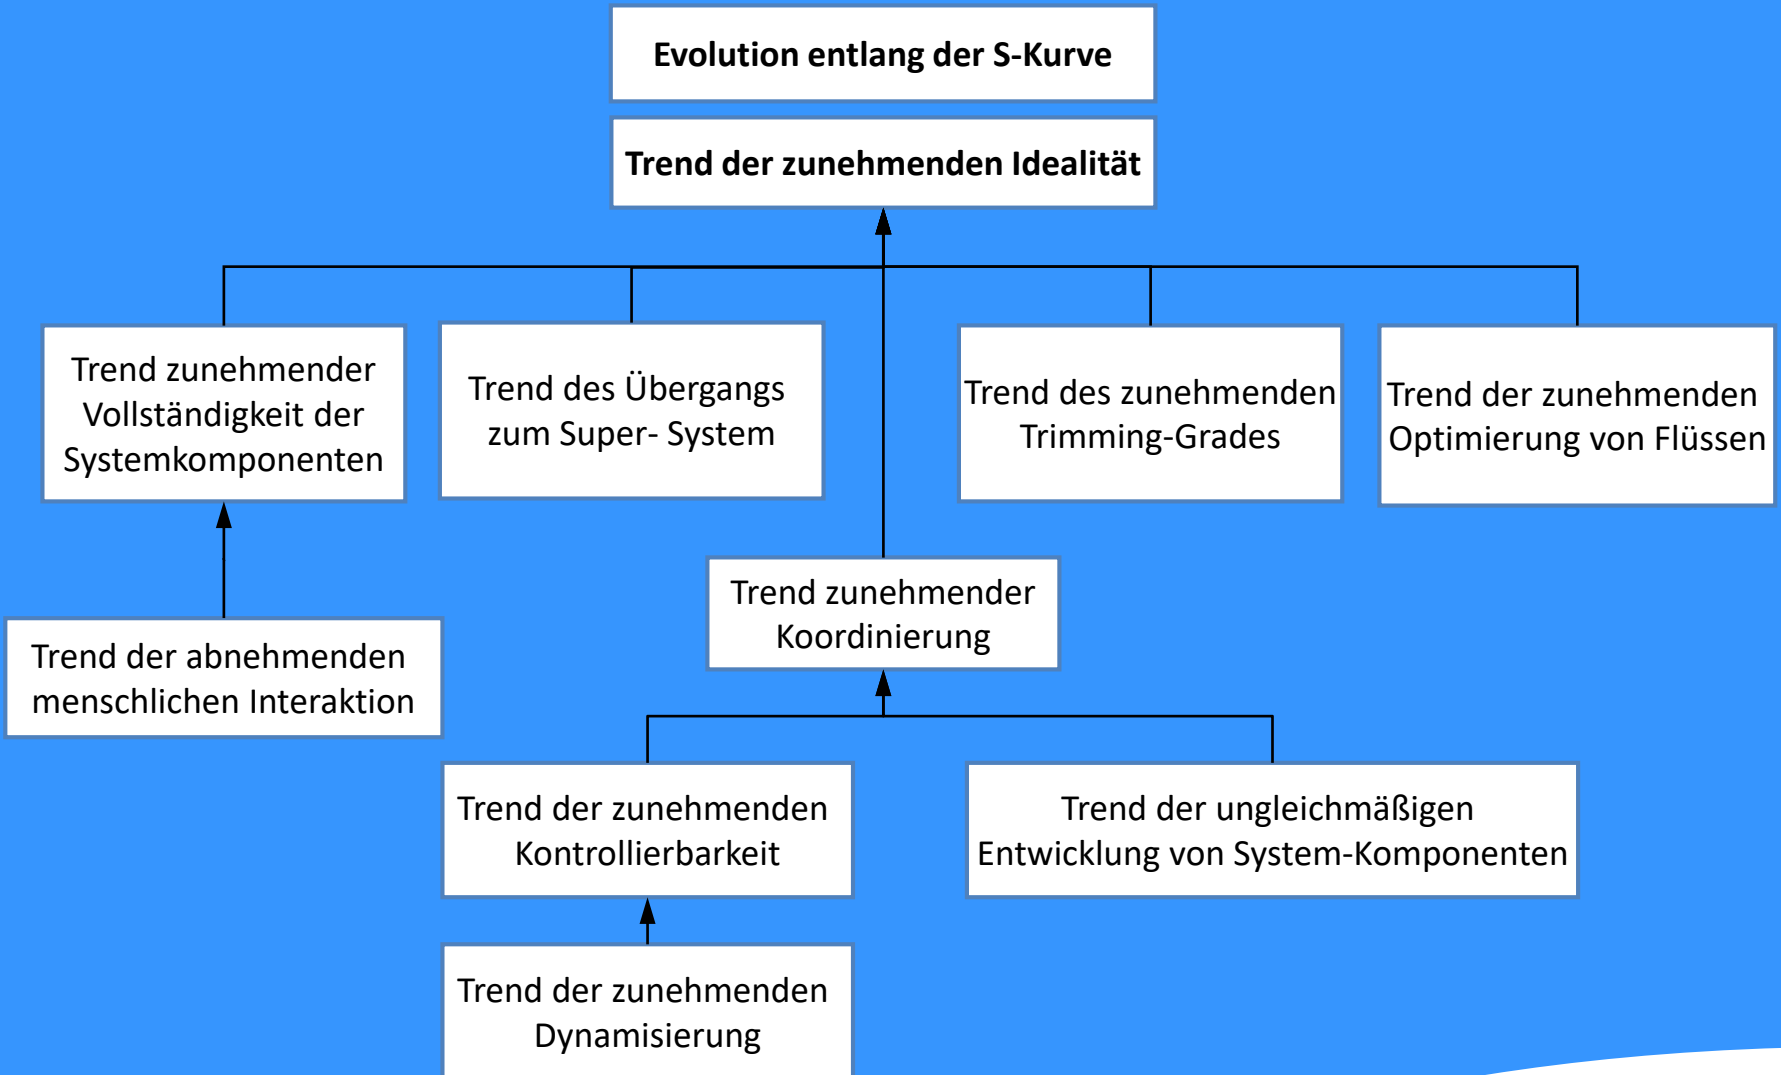 Evolution entlang der S-Kurve
Trend der zunehmenden Idealität
Trend zunehmender
Vollständigkeit der
Systemkomponenten
Trend des Übergangs
zum Super- System
Trend des zunehmenden
Trimming-Grades
Trend der zunehmenden
Optimierung von Flüssen
Trend der abnehmenden
menschlichen Interaktion
Trend zunehmender
Koordinierung
Trend der zunehmenden
Kontrollierbarkeit
Trend der ungleichmäßigen
Entwicklung von System-Komponenten
Trend der zunehmenden
Dynamisierung